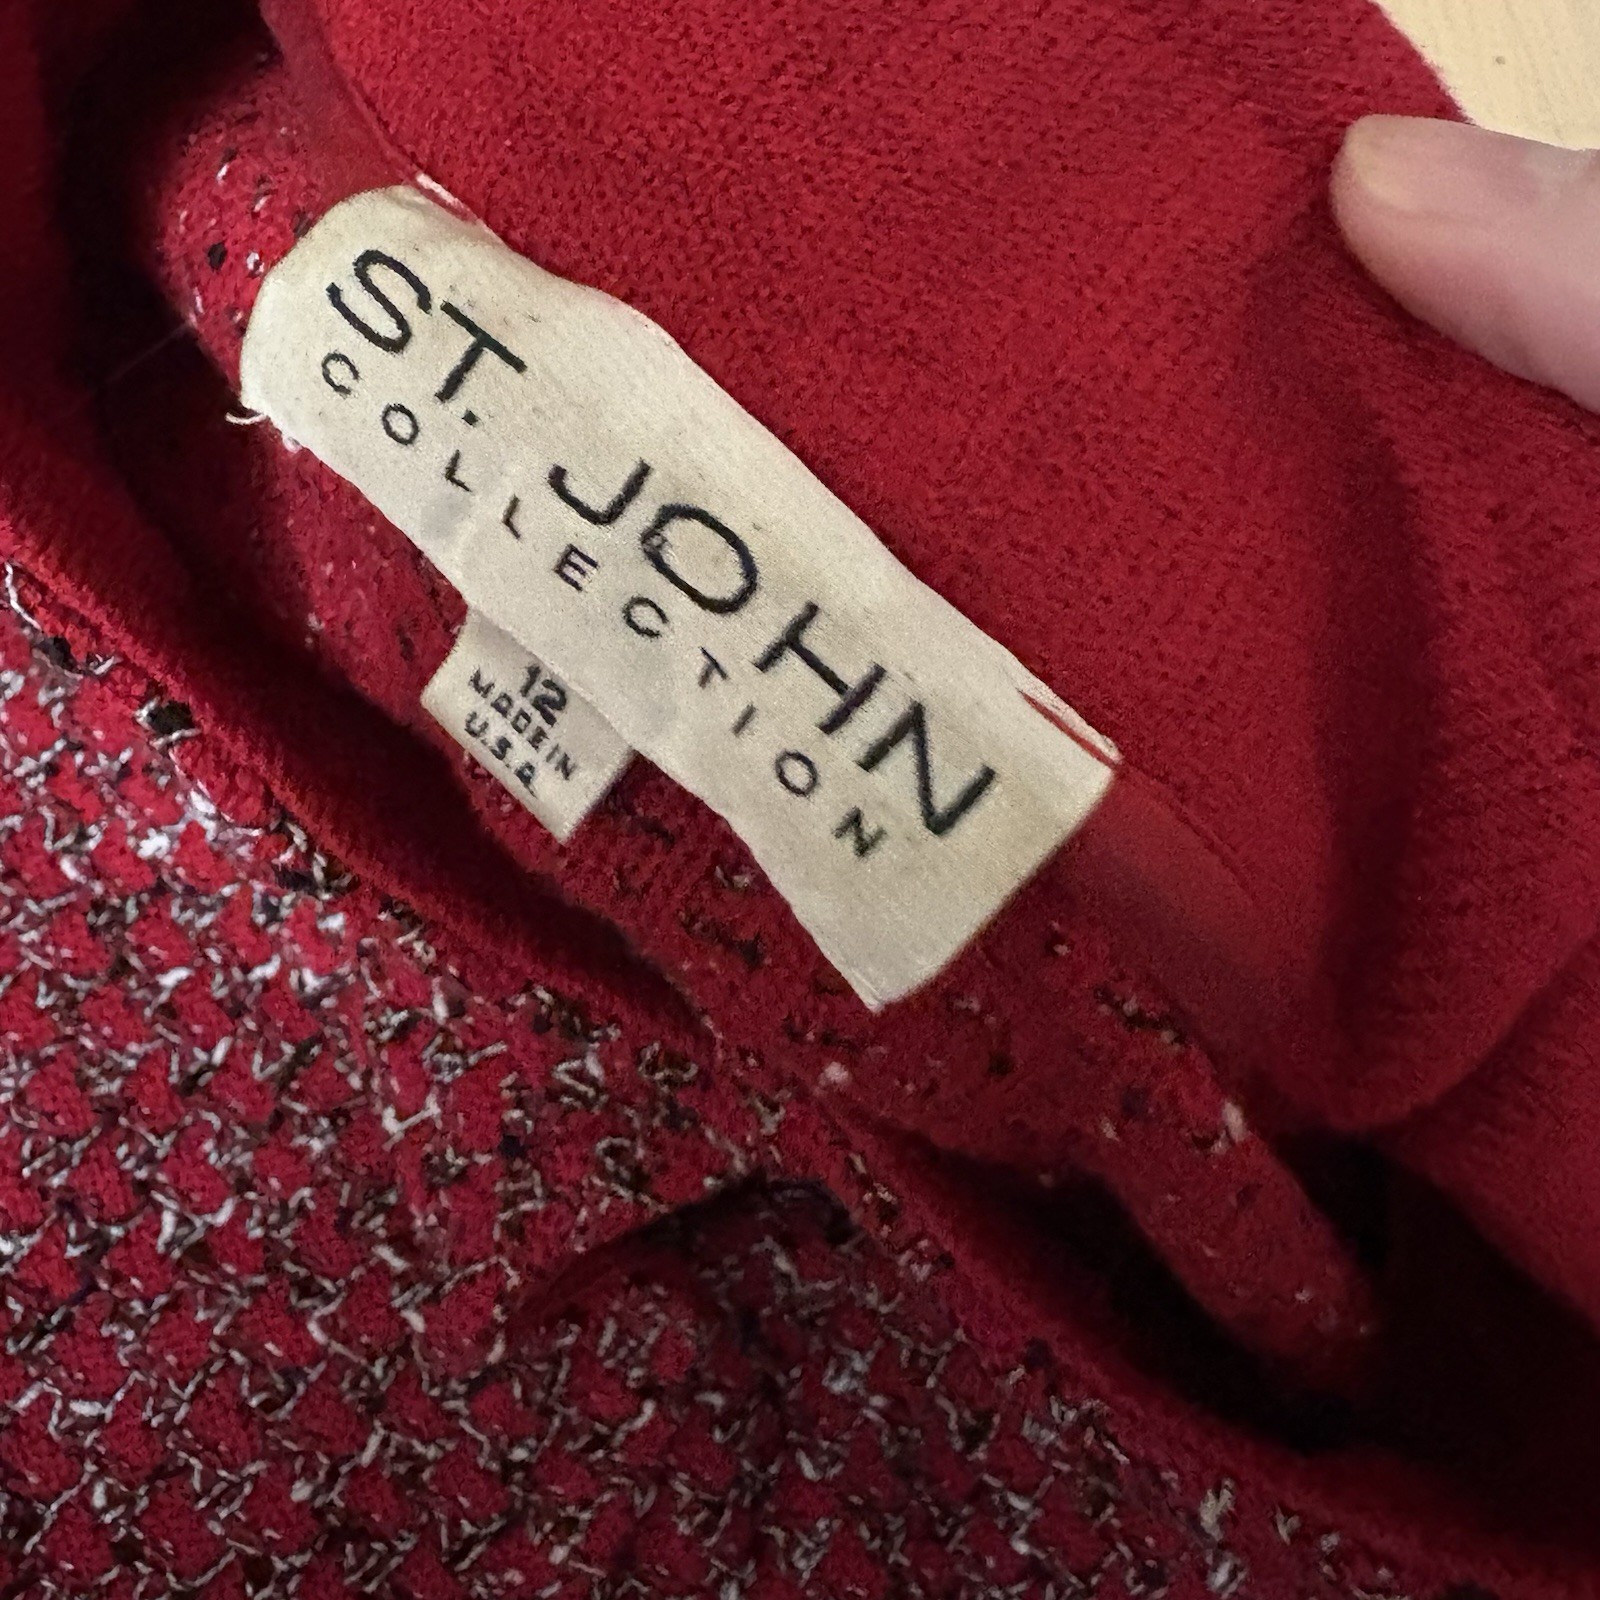 ST. JOHN
COLLECTION
12
MADE IN
U.S.A.